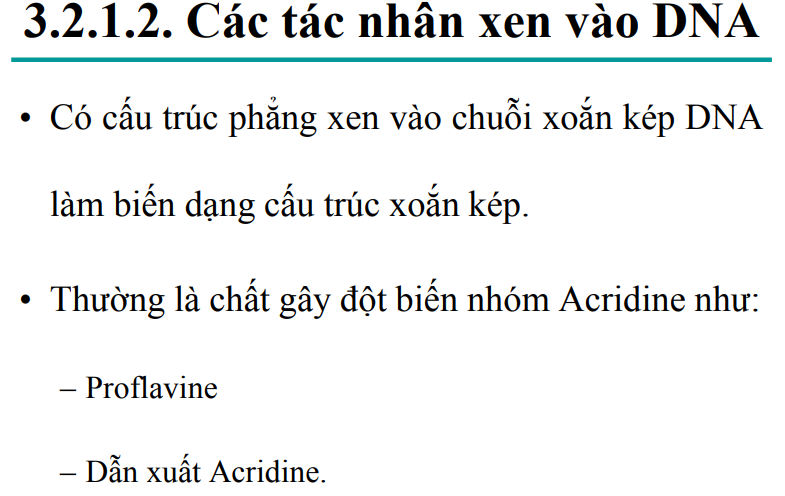 3.2.1.2. Các tác nhân xen vào DNA
• Có cấu trúc phẳng xen vào chuỗi xoắn kép DNA
làm biến dạng cấu trúc xoắn kép.
• Thường là chất gây đột biến nhóm Acridine như:
– Proflavine
– Dẫn xuất Acridine.